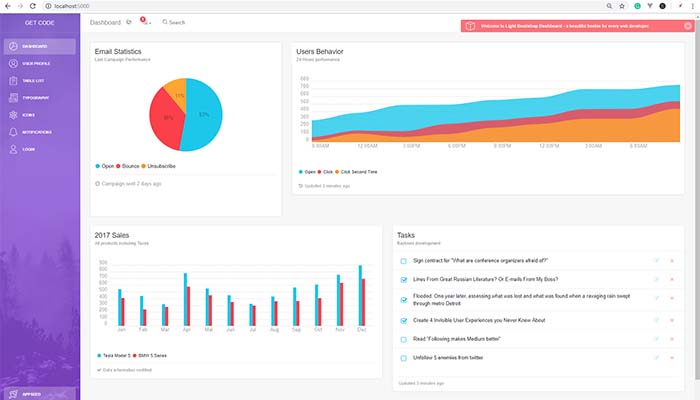 localhost:5000
GET CODE
DASHBOARD
USER PROFILE
TABLE LIST
TYPOGRAPHY
ICONS
NOTIFICATIONS
LOGIN
APPSEED
Dashboard
Search
Welcome to Light Bootstrap Dashboard - a beautiful freebie for every web developer.
Email Statistics
Last Campaign Performance
53%
36%
11%
Open Bounce Unsubscribe
Campaign sent 2 days ago
Users Behavior
24 Hours performance
800
700
600
500
400
300
200
100
0
9:00AM 12:00AM 3:00PM 6:00PM 9:00PM 12:00PM 3:00AM 6:00AM
Open Click Click Second Time
Updated 3 minutes ago
2017 Sales
All products including Taxes
900
800
700
600
500
400
300
200
100
0
Jan Feb Mar Apr Mai Jun Jul Aug Sep Oct Nov Dec
Tesla Model S BMW 5 Series
Data information certified
Tasks
Backend development
Sign contract for "What are conference organizers afraid of?"
Lines From Great Russian Literature? Or E-mails From My Boss?
Flooded: One year later, assessing what was lost and what was found when a ravaging rain swept
through metro Detroit
Create 4 Invisible User Experiences you Never Knew About
Read "Following makes Medium better"
Unfollow 5 enemies from twitter
Updated 3 minutes ago